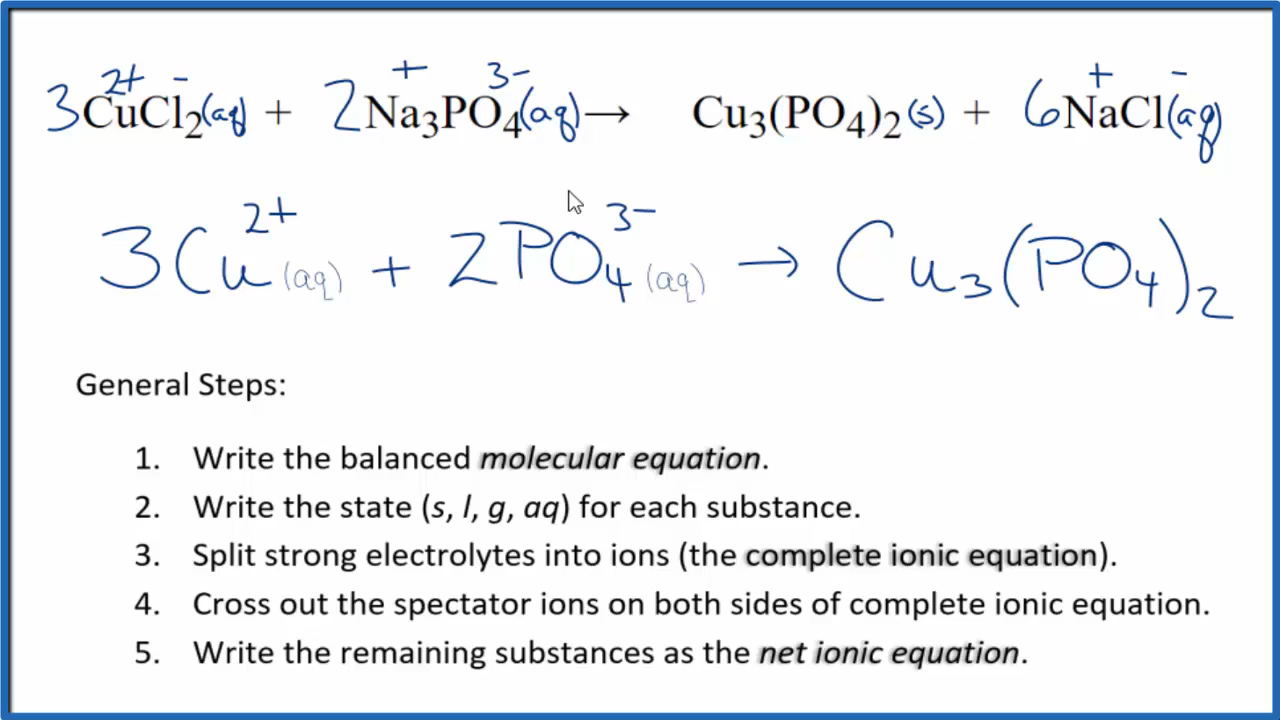 3CuCl₂(aq) + 2Na₃PO₄(aq) → Cu₃(PO₄)₂(s) + 6NaCl(aq)
2+ - + 3- + -
3Cu²⁺(aq) + 2PO₄³⁻(aq) → Cu₃(PO₄)₂
General Steps:
1. Write the balanced molecular equation.
2. Write the state (s, l, g, aq) for each substance.
3. Split strong electrolytes into ions (the complete ionic equation).
4. Cross out the spectator ions on both sides of complete ionic equation.
5. Write the remaining substances as the net ionic equation.